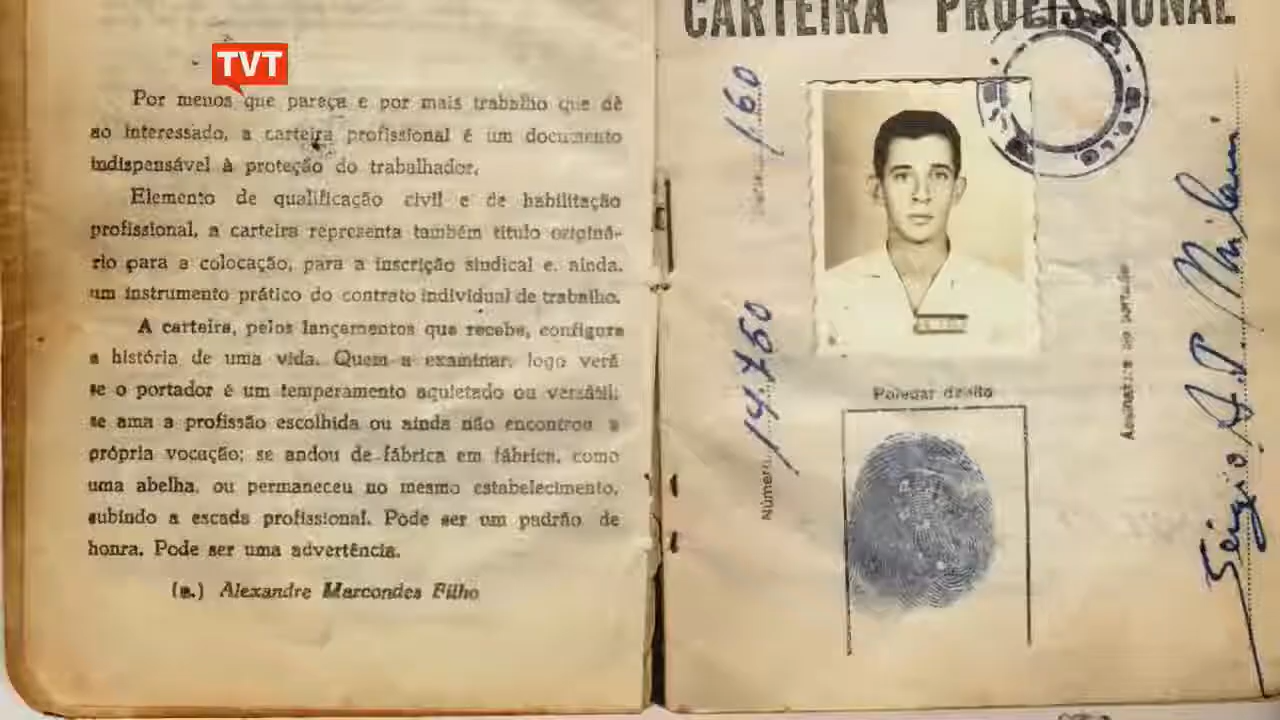 TVT
Por menos que pareça e por mais trabalho que dê
ao interessado, a carteira profissional é um documento
indispensável à proteção do trabalhador.
Elemento de qualificação civil e de habilitação
profissional, a carteira representa também título originá-
rio para a colocação, para a inscrição sindical e, ainda,
um instrumento prático do contrato individual de trabalho.
A carteira, pelos lançamentos que recebe, configura
a história de uma vida. Quem a examinar, logo verá
se o portador é um temperamento aquietado ou versátil;
se ama a profissão escolhida ou ainda não encontrou a
própria vocação; se andou de fábrica em fábrica, como
uma abelha, ou permaneceu no mesmo estabelecimento,
subindo a escada profissional. Pode ser um padrão de
honra. Pode ser uma advertência.
(a.) Alexandre Marcondes Filho
CARTEIRA PROFISSIONAL
Número 14760
160
Polegar direito
Assinatura do portador
Sérgio